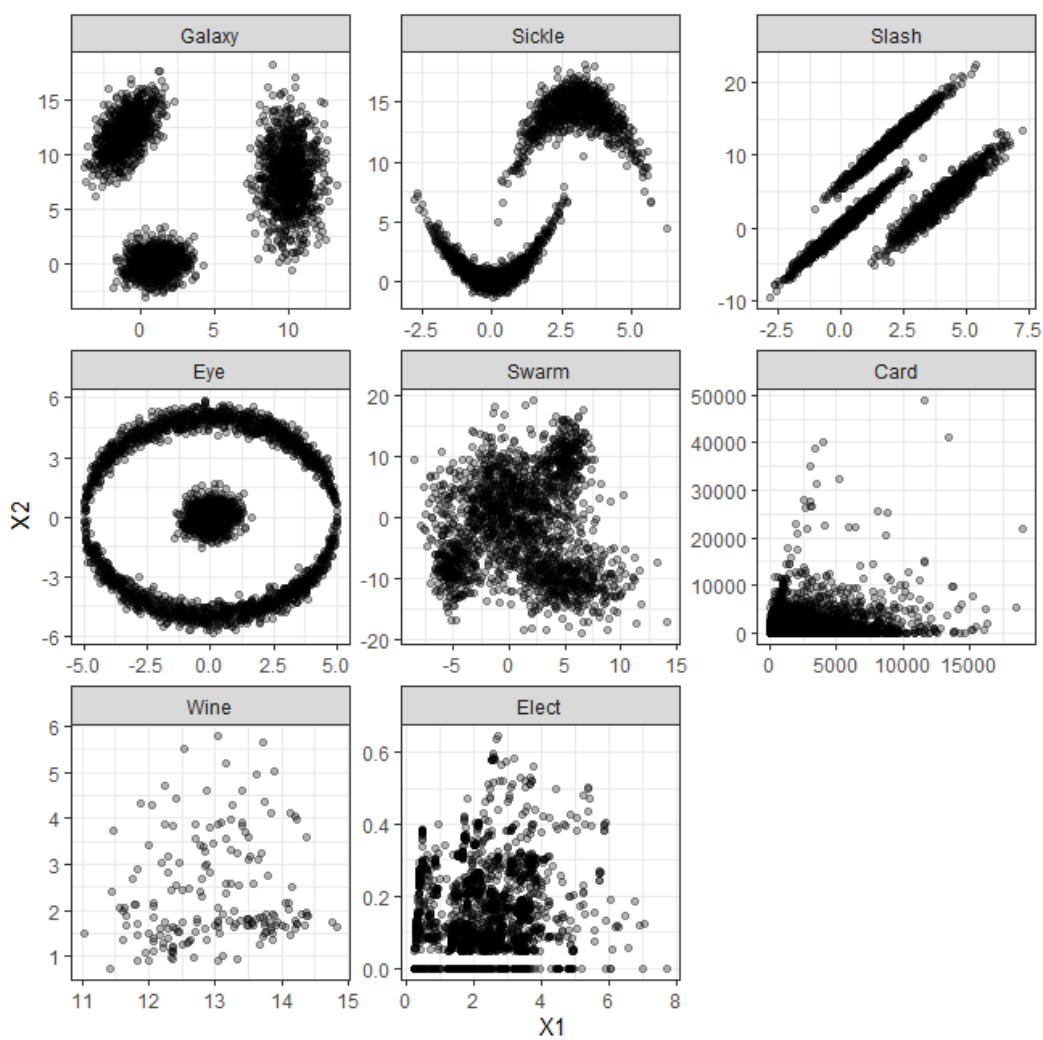 Galaxy
Sickle
Slash
15
10
5
0
15
10
5
0
20
10
0
-10
0 5 10
-2.5 0.0 2.5 5.0
-2.5 0.0 2.5 5.0 7.5
Eye
Swarm
Card
6
3
0
-3
-6
20
10
0
-10
-20
50000
40000
30000
20000
10000
0
-5.0 -2.5 0.0 2.5 5.0
-5 0 5 10 15
0 5000 10000 15000
Wine
Elect
6
5
4
3
2
1
0.6
0.4
0.2
0.0
11 12 13 14 15
0 2 4 6 8
X2
X1